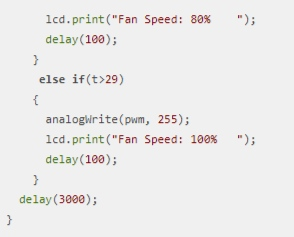 lcd.print("Fan Speed: 80%    ");
delay(100);
}
else if(t>29)
{
analogWrite(pwm, 255);
lcd.print("Fan Speed: 100%   ");
delay(100);
}
delay(3000);
}